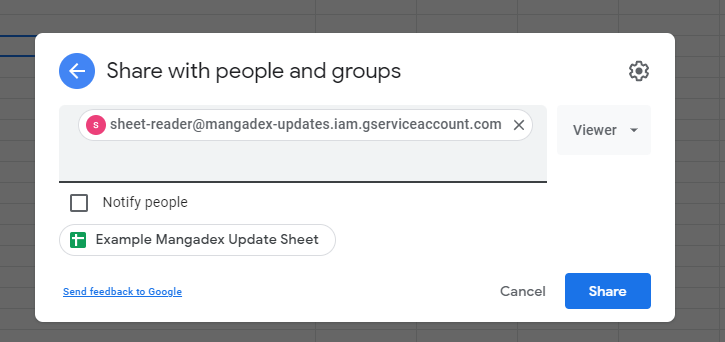 Share with people and groups
S sheet-reader@mangadex-updates.iam.gserviceaccount.com
Viewer
Notify people
Example Mangadex Update Sheet
Send feedback to Google
Cancel
Share